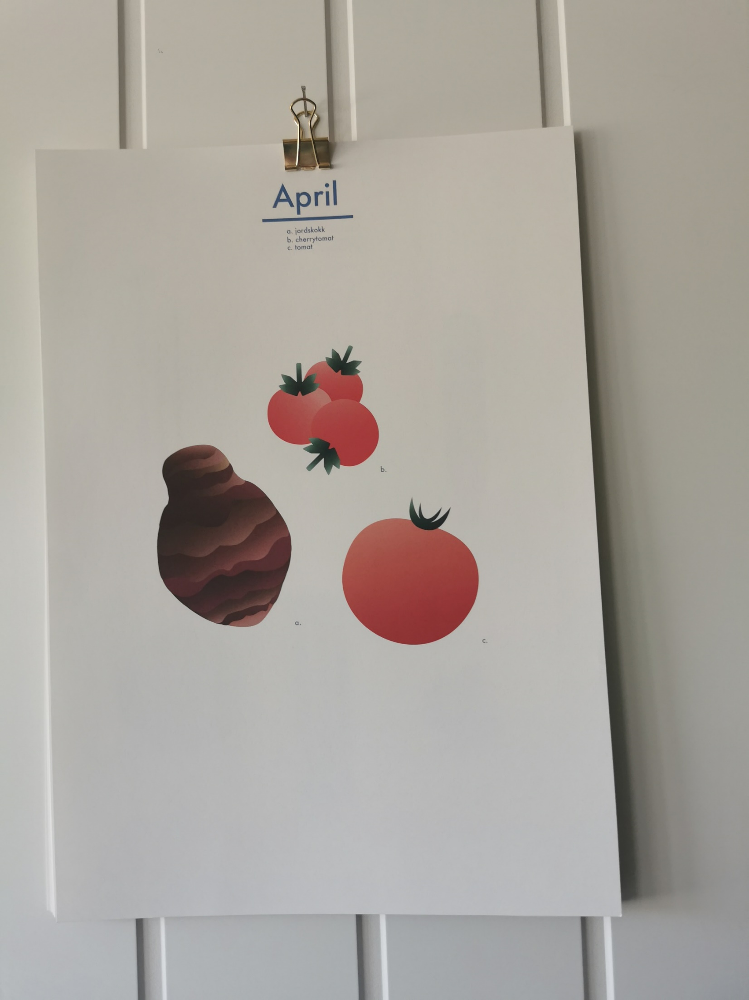 April
a. jordskokk
b. cherrytomat
c. tomat
b.
a.
c.